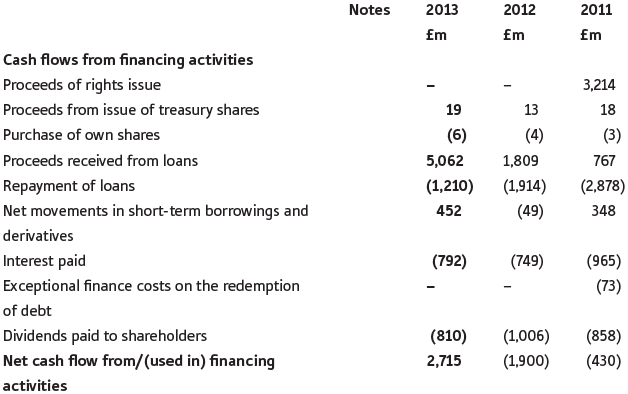 Notes 2013 2012 2011
£m £m £m
Cash flows from financing activities
Proceeds of rights issue – – 3,214
Proceeds from issue of treasury shares 19 13 18
Purchase of own shares (6) (4) (3)
Proceeds received from loans 5,062 1,809 767
Repayment of loans (1,210) (1,914) (2,878)
Net movements in short-term borrowings and 452 (49) 348
derivatives
Interest paid (792) (749) (965)
Exceptional finance costs on the redemption – – (73)
of debt
Dividends paid to shareholders (810) (1,006) (858)
Net cash flow from/(used in) financing 2,715 (1,900) (430)
activities